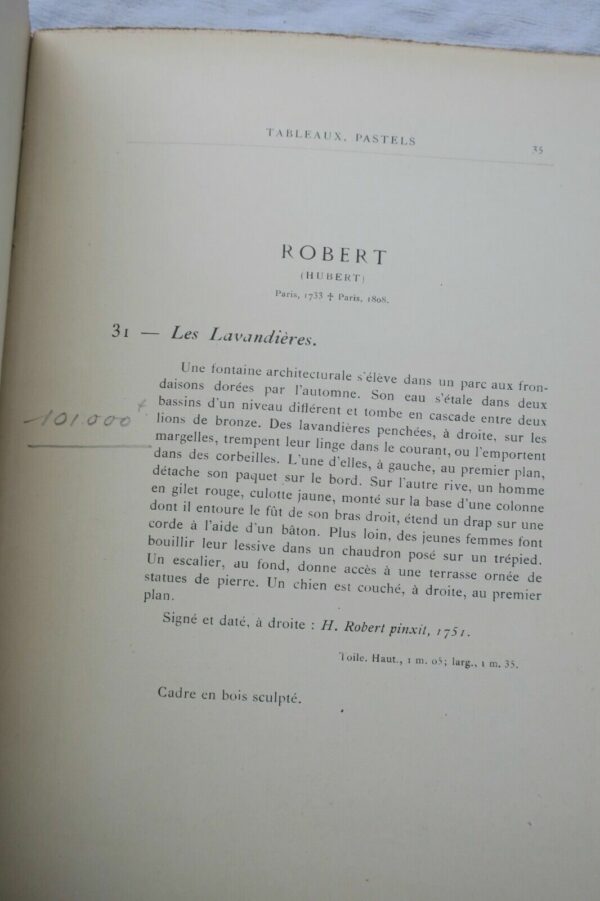 TABLEAUX, PASTELS
35
ROBERT
(HUBERT)
Paris, 1733 ✝ Paris, 1808.
31 — Les Lavandières.
Une fontaine architecturale s'élève dans un parc aux fron-
daisons dorées par l'automne. Son eau s'étale dans deux
bassins d'un niveau différent et tombe en cascade entre deux
lions de bronze. Des lavandières penchées, à droite, sur les
margelles, trempent leur linge dans le courant, ou l'emportent
dans des corbeilles. L'une d'elles, à gauche, au premier plan,
détache son paquet sur le bord. Sur l'autre rive, un homme
en gilet rouge, culotte jaune, monté sur la base d'une colonne
dont il entoure le fût de son bras droit, étend un drap sur une
corde à l'aide d'un bâton. Plus loin, des jeunes femmes font
bouillir leur lessive dans un chaudron posé sur un trépied.
Un escalier, au fond, donne accès à une terrasse ornée de
statues de pierre. Un chien est couché, à droite, au premier
plan.
101.000
Signé et daté, à droite : H. Robert pinxit, 1751.
Toile. Haut., 1 m. 05; larg., 1 m. 35.
Cadre en bois sculpté.